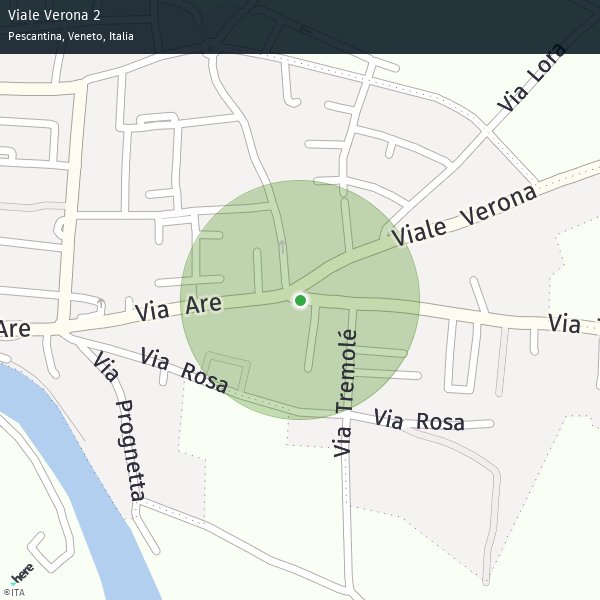 Viale Verona 2
Pescantina, Veneto, Italia
Via Lora
Viale Verona
Via Are
Are
Via
Via Rosa
Via Tremolé
Via Prognetta
Via Rosa
here
©ITA